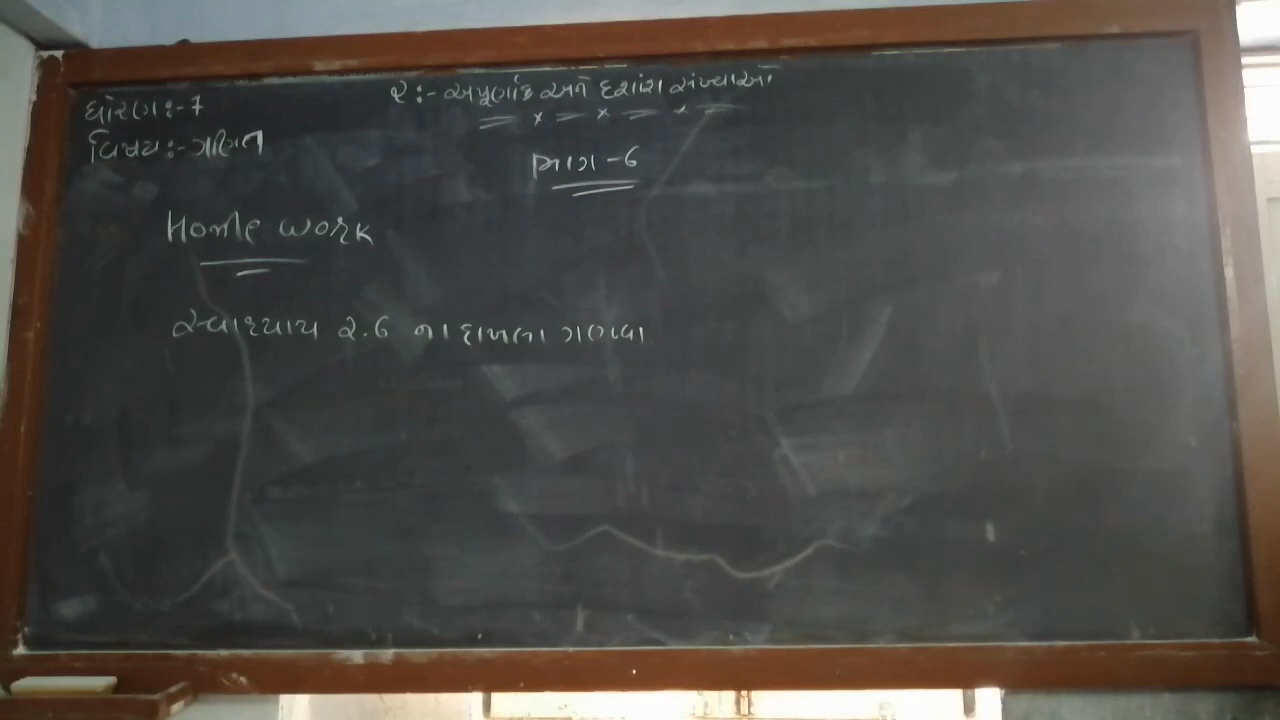 ધોરણ:-7
વિષય:-ગણિત
૨:- અપૂર્ણાંક અને દશાંશ સંખ્યાઓ
= × = × = × =
ભાગ-6
Home work
સ્વાધ્યાય ૨.6 ના દાખલા ગણવા